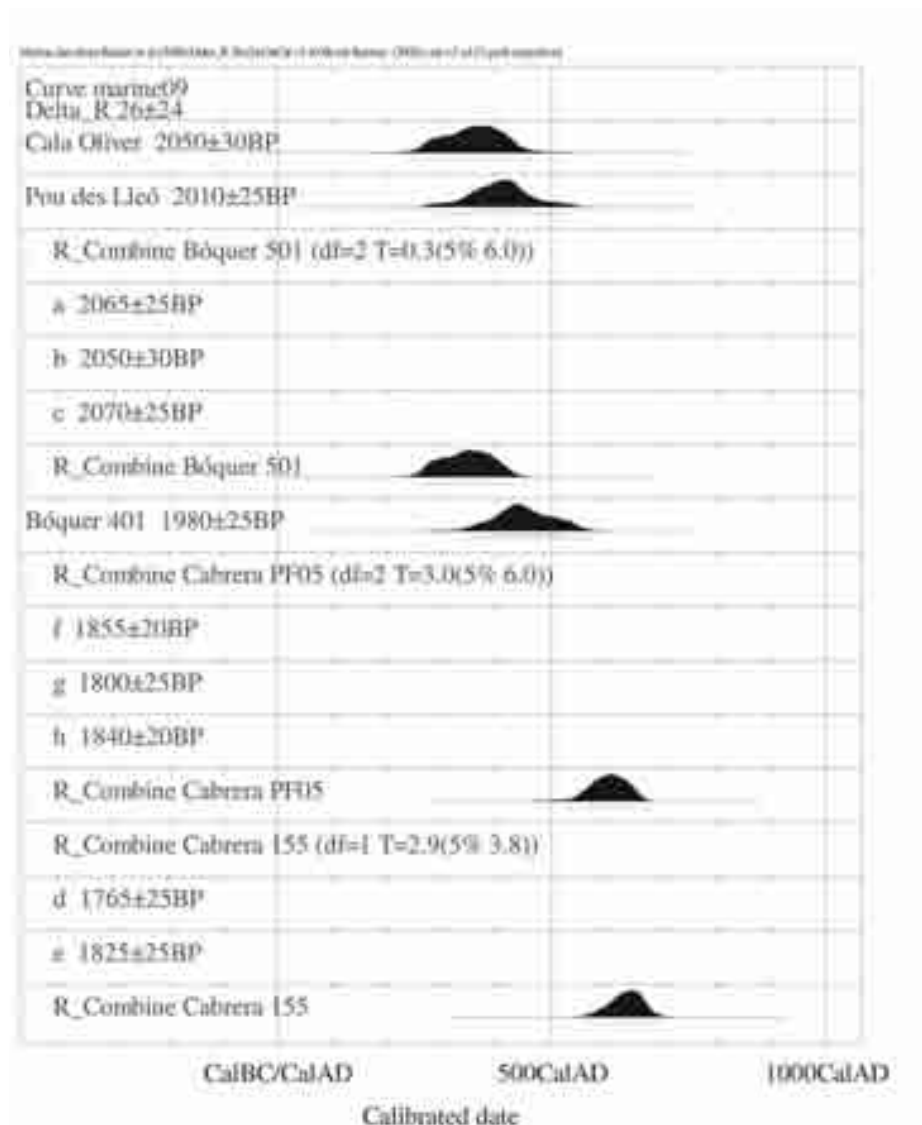 Curve marine09
Delta_R 26±24
Cala Oliver 2050±30BP
Pou des Lleó 2010±25BP
R_Combine Bóquer 501 (df=2 T=0.3(5% 6.0))
a 2065±25BP
b 2050±30BP
c 2070±25BP
R_Combine Bóquer 501
Bóquer 401 1980±25BP
R_Combine Cabrera PF05 (df=2 T=3.0(5% 6.0))
f 1855±20BP
g 1800±25BP
h 1840±20BP
R_Combine Cabrera PF05
R_Combine Cabrera 155 (df=1 T=2.9(5% 3.8))
d 1765±25BP
e 1825±25BP
R_Combine Cabrera 155
CalBC/CalAD 500CalAD 1000CalAD
Calibrated date